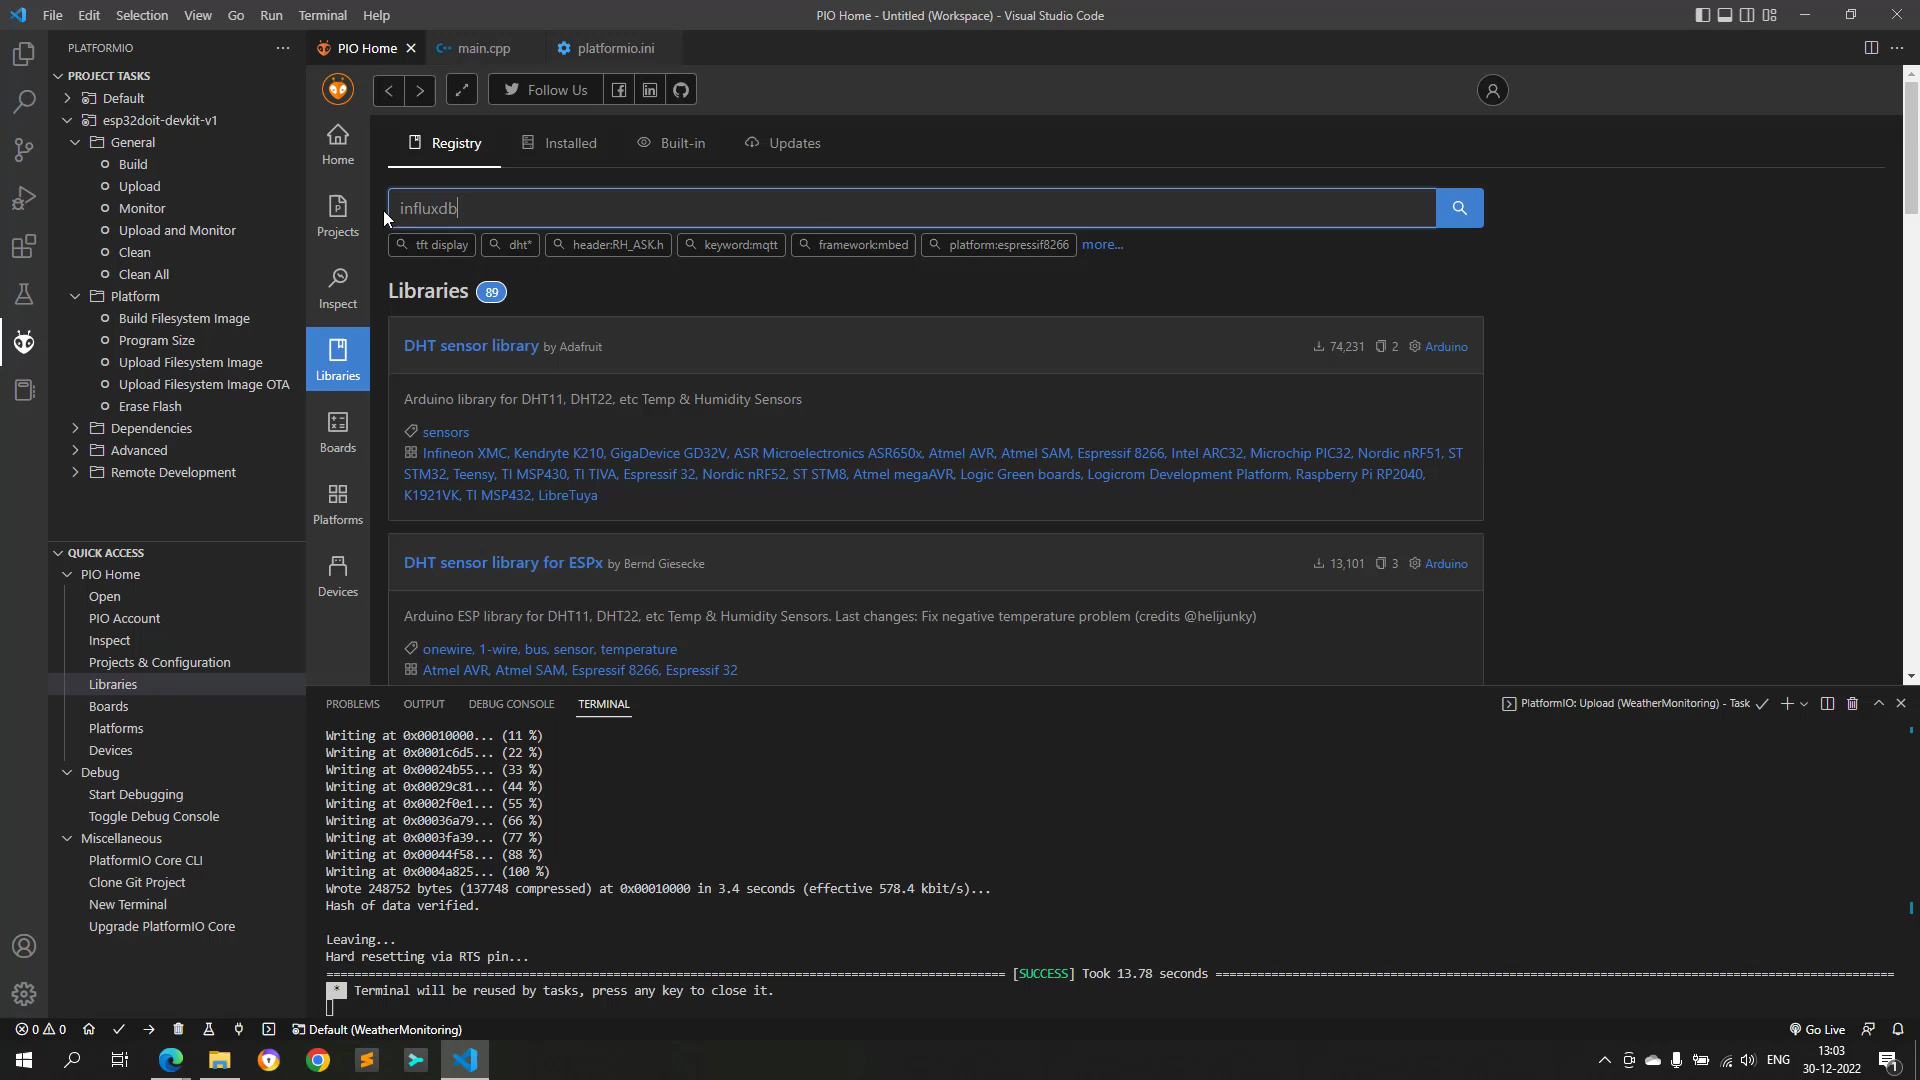 File Edit Selection View Go Run Terminal Help
PIO Home - Untitled (Workspace) - Visual Studio Code
PLATFORMIO
PROJECT TASKS
Default
esp32doit-devkit-v1
General
Build
Upload
Monitor
Upload and Monitor
Clean
Clean All
Platform
Build Filesystem Image
Program Size
Upload Filesystem Image
Upload Filesystem Image OTA
Erase Flash
Dependencies
Advanced
Remote Development
QUICK ACCESS
PIO Home
Open
PIO Account
Inspect
Projects & Configuration
Libraries
Boards
Platforms
Devices
Debug
Start Debugging
Toggle Debug Console
Miscellaneous
PlatformIO Core CLI
Clone Git Project
New Terminal
Upgrade PlatformIO Core
PIO Home main.cpp platformio.ini
Follow Us
Home
Projects
Inspect
Libraries
Boards
Platforms
Devices
Registry Installed Built-in Updates
influxdb
tft display dht* header:RH_ASK.h keyword:mqtt framework:mbed platform:espressif8266 more...
Libraries 89
DHT sensor library by Adafruit 74,231 2 Arduino
Arduino library for DHT11, DHT22, etc Temp & Humidity Sensors
sensors
Infineon XMC, Kendryte K210, GigaDevice GD32V, ASR Microelectronics ASR650x, Atmel AVR, Atmel SAM, Espressif 8266, Intel ARC32, Microchip PIC32, Nordic nRF51, ST
STM32, Teensy, TI MSP430, TI TIVA, Espressif 32, Nordic nRF52, ST STM8, Atmel megaAVR, Logic Green boards, Logicrom Development Platform, Raspberry Pi RP2040,
K1921VK, TI MSP432, LibreTuya
DHT sensor library for ESPx by Bernd Giesecke 13,101 3 Arduino
Arduino ESP library for DHT11, DHT22, etc Temp & Humidity Sensors. Last changes: Fix negative temperature problem (credits @helijunky)
onewire, 1-wire, bus, sensor, temperature
Atmel AVR, Atmel SAM, Espressif 8266, Espressif 32
PROBLEMS OUTPUT DEBUG CONSOLE TERMINAL
PlatformIO: Upload (WeatherMonitoring) - Task
Writing at 0x00010000... (11 %)
Writing at 0x0001c6d5... (22 %)
Writing at 0x00024b55... (33 %)
Writing at 0x00029c81... (44 %)
Writing at 0x0002f0e1... (55 %)
Writing at 0x00036a79... (66 %)
Writing at 0x0003fa39... (77 %)
Writing at 0x00044f58... (88 %)
Writing at 0x0004a825... (100 %)
Wrote 248752 bytes (137748 compressed) at 0x00010000 in 3.4 seconds (effective 578.4 kbit/s)...
Hash of data verified.
Leaving...
Hard resetting via RTS pin...
================================================================================================ [SUCCESS] Took 13.78 seconds ================================================================================================
* Terminal will be reused by tasks, press any key to close it.
0 0 Default (WeatherMonitoring) Go Live
ENG 13:03
30-12-2022
1